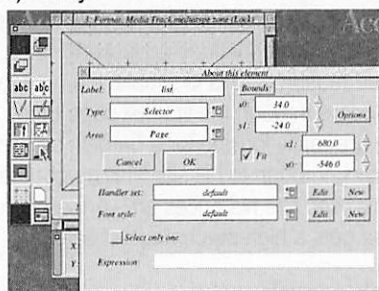 3: Format: Media Track.mediatype zone (Locks
About this element
Label: list
Type: Selector
Area: Page
Cancel OK
Bounds:
x0: 34.0
y1: -24.0
Options
x1: 680.0
Fit
y0: -546.0
Handler set: default Edit New
Font style: default Edit New
Select only one
Expression:
abc abc
X
Y